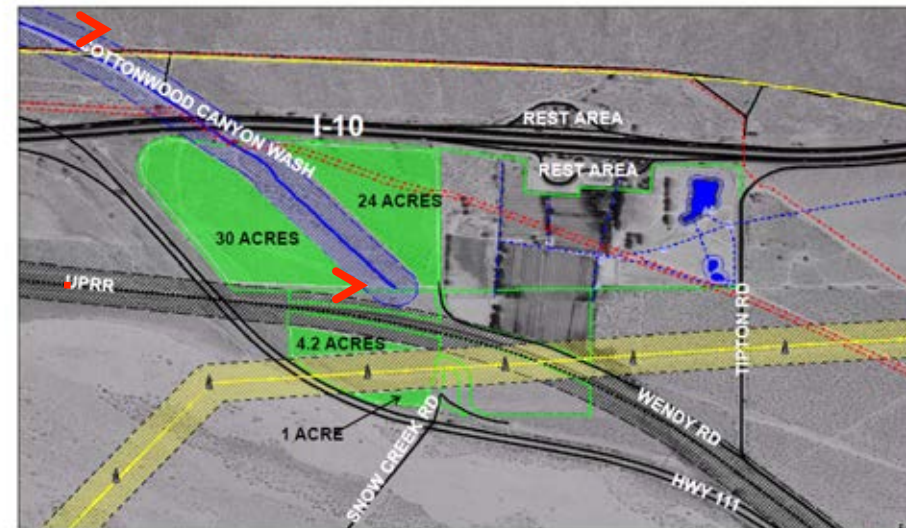 COTTONWOOD CANYON WASH
I-10
REST AREA
REST AREA
24 ACRES
30 ACRES
UPRR
4.2 ACRES
TIPTON RD
1 ACRE
SNOW CREEK RD
WENDY RD
HWY 111